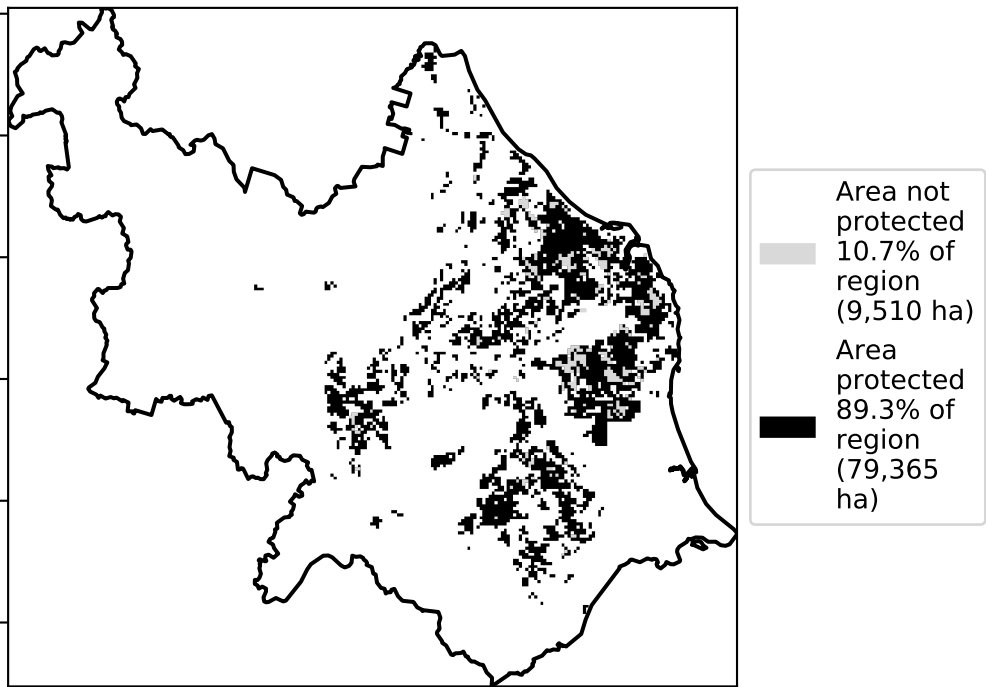 Area not
protected
10.7% of
region
(9,510 ha)
Area
protected
89.3% of
region
(79,365
ha)